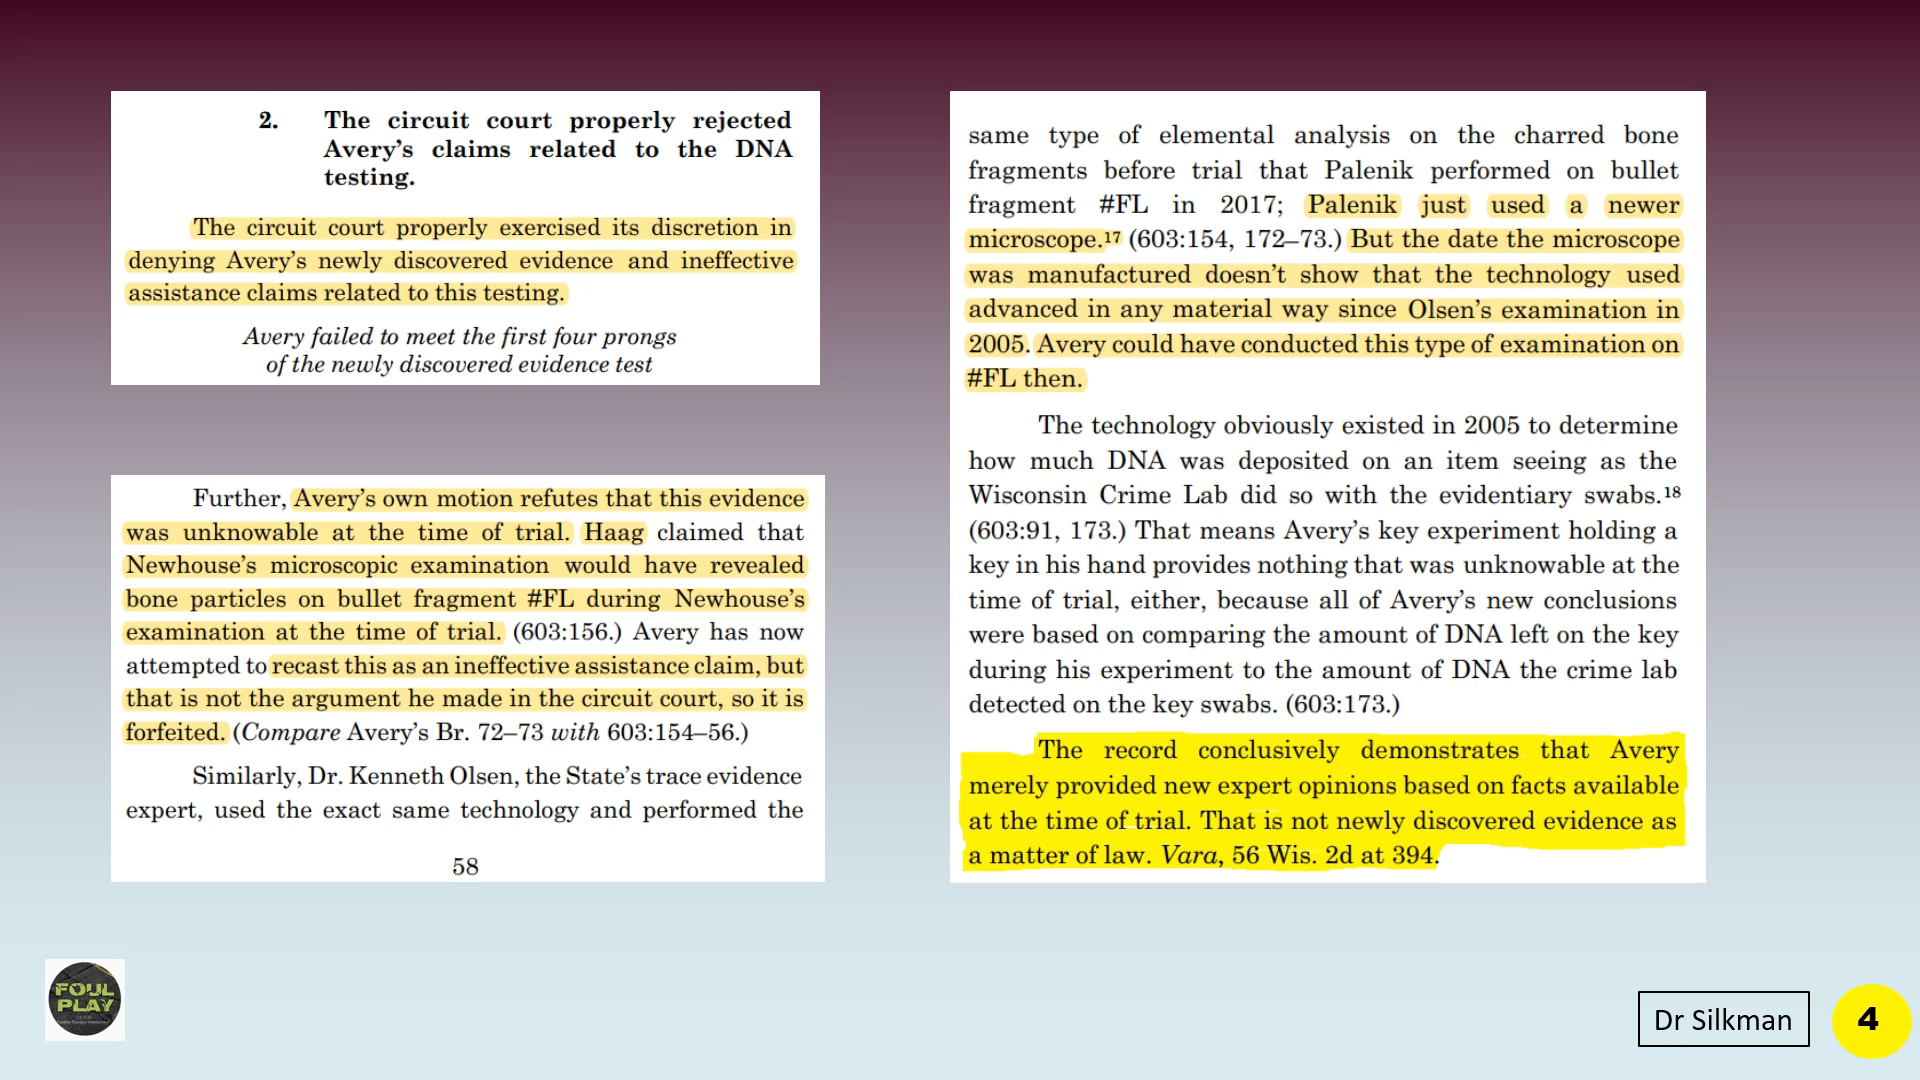 2. The circuit court properly rejected
Avery’s claims related to the DNA
testing.
The circuit court properly exercised its discretion in
denying Avery’s newly discovered evidence and ineffective
assistance claims related to this testing.
Avery failed to meet the first four prongs
of the newly discovered evidence test
Further, Avery’s own motion refutes that this evidence
was unknowable at the time of trial. Haag claimed that
Newhouse’s microscopic examination would have revealed
bone particles on bullet fragment #FL during Newhouse’s
examination at the time of trial. (603:156.) Avery has now
attempted to recast this as an ineffective assistance claim, but
that is not the argument he made in the circuit court, so it is
forfeited. (Compare Avery’s Br. 72–73 with 603:154–56.)
Similarly, Dr. Kenneth Olsen, the State’s trace evidence
expert, used the exact same technology and performed the
58
same type of elemental analysis on the charred bone
fragments before trial that Palenik performed on bullet
fragment #FL in 2017; Palenik just used a newer
microscope.17 (603:154, 172–73.) But the date the microscope
was manufactured doesn’t show that the technology used
advanced in any material way since Olsen’s examination in
2005. Avery could have conducted this type of examination on
#FL then.
The technology obviously existed in 2005 to determine
how much DNA was deposited on an item seeing as the
Wisconsin Crime Lab did so with the evidentiary swabs.18
(603:91, 173.) That means Avery’s key experiment holding a
key in his hand provides nothing that was unknowable at the
time of trial, either, because all of Avery’s new conclusions
were based on comparing the amount of DNA left on the key
during his experiment to the amount of DNA the crime lab
detected on the key swabs. (603:173.)
The record conclusively demonstrates that Avery
merely provided new expert opinions based on facts available
at the time of trial. That is not newly discovered evidence as
a matter of law. Vara, 56 Wis. 2d at 394.
FOUL
PLAY
Dr Silkman
4